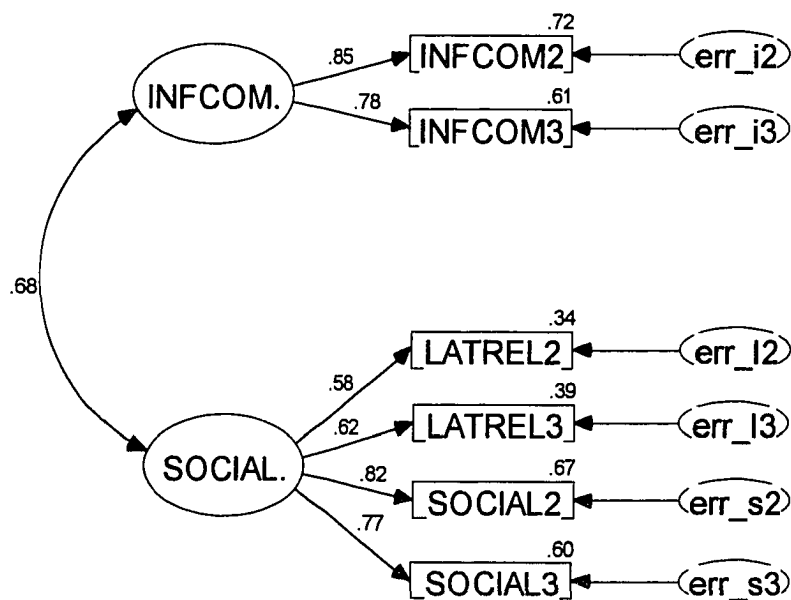 .72
.85
INFCOM2
err_i2
INFCOM.
.78
.61
INFCOM3
err_i3
.68
.34
LATREL2
err_l2
.58
.39
.62
LATREL3
err_l3
.67
SOCIAL.
.82
SOCIAL2
err_s2
.77
.60
SOCIAL3
err_s3